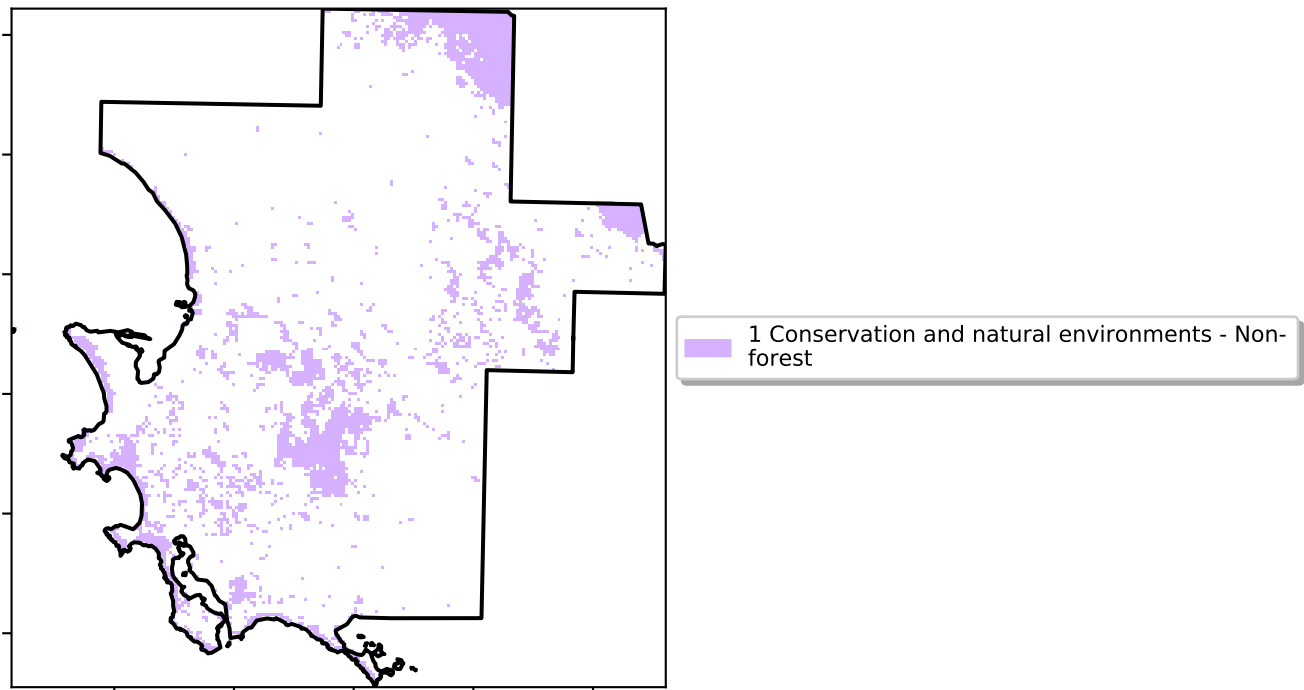 1 Conservation and natural environments - Non-
forest